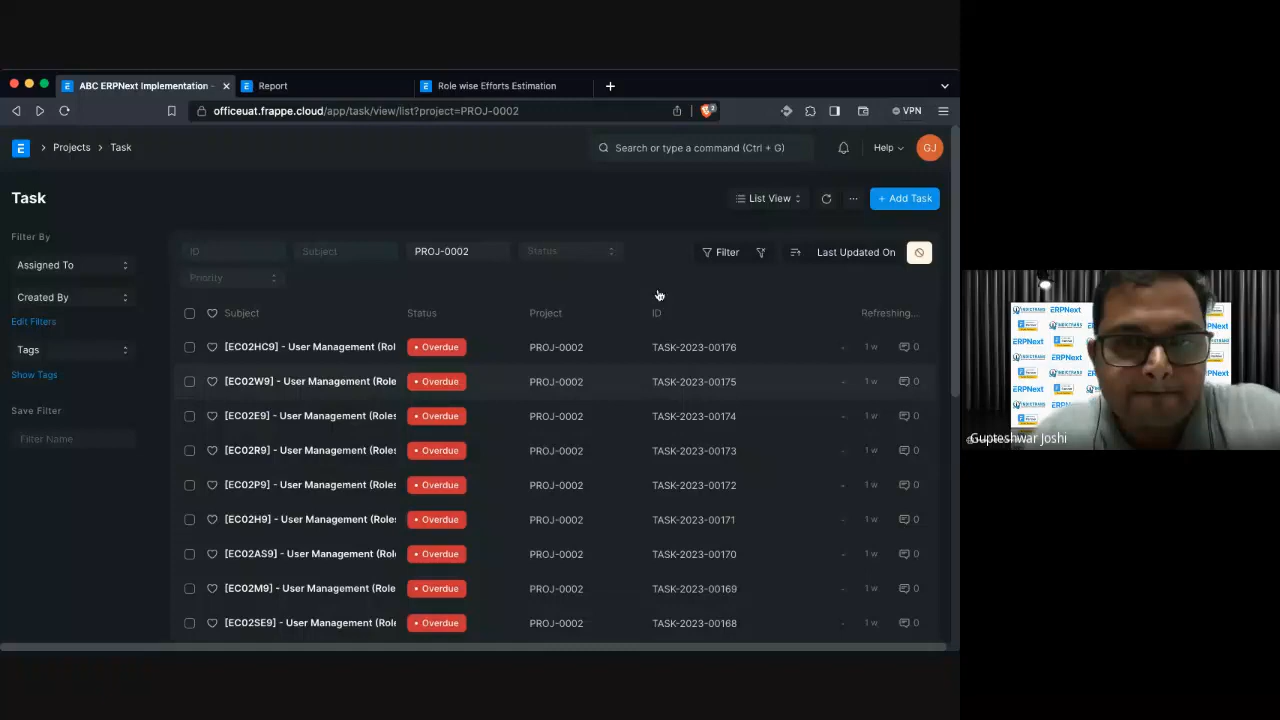 ABC ERPNext Implementation -
Report
Role wise Efforts Estimation
officeuat.frappe.cloud/app/task/view/list?project=PROJ-0002
2
VPN
Projects > Task
Search or type a command (Ctrl + G)
Help
GJ
Task
List View
+ Add Task
Filter By
Assigned To
Created By
Edit Filters
Tags
Show Tags
Save Filter
Filter Name
ID
Subject
PROJ-0002
Status
Filter
Last Updated On
Priority
Subject Status Project ID Refreshing...
[EC02HC9] - User Management (Rol • Overdue PROJ-0002 TASK-2023-00176 - 1 w 0
[EC02W9] - User Management (Role • Overdue PROJ-0002 TASK-2023-00175 - 1 w 0
[EC02E9] - User Management (Roles • Overdue PROJ-0002 TASK-2023-00174 - 1 w 0
[EC02R9] - User Management (Roles • Overdue PROJ-0002 TASK-2023-00173 - 1 w 0
[EC02P9] - User Management (Roles • Overdue PROJ-0002 TASK-2023-00172 - 1 w 0
[EC02H9] - User Management (Roles • Overdue PROJ-0002 TASK-2023-00171 - 1 w 0
[EC02AS9] - User Management (Rol • Overdue PROJ-0002 TASK-2023-00170 - 1 w 0
[EC02M9] - User Management (Role • Overdue PROJ-0002 TASK-2023-00169 - 1 w 0
[EC02SE9] - User Management (Role • Overdue PROJ-0002 TASK-2023-00168 - 1 w 0
INDICTRANS ERPNext
ERPNext
Gupteshwar Joshi